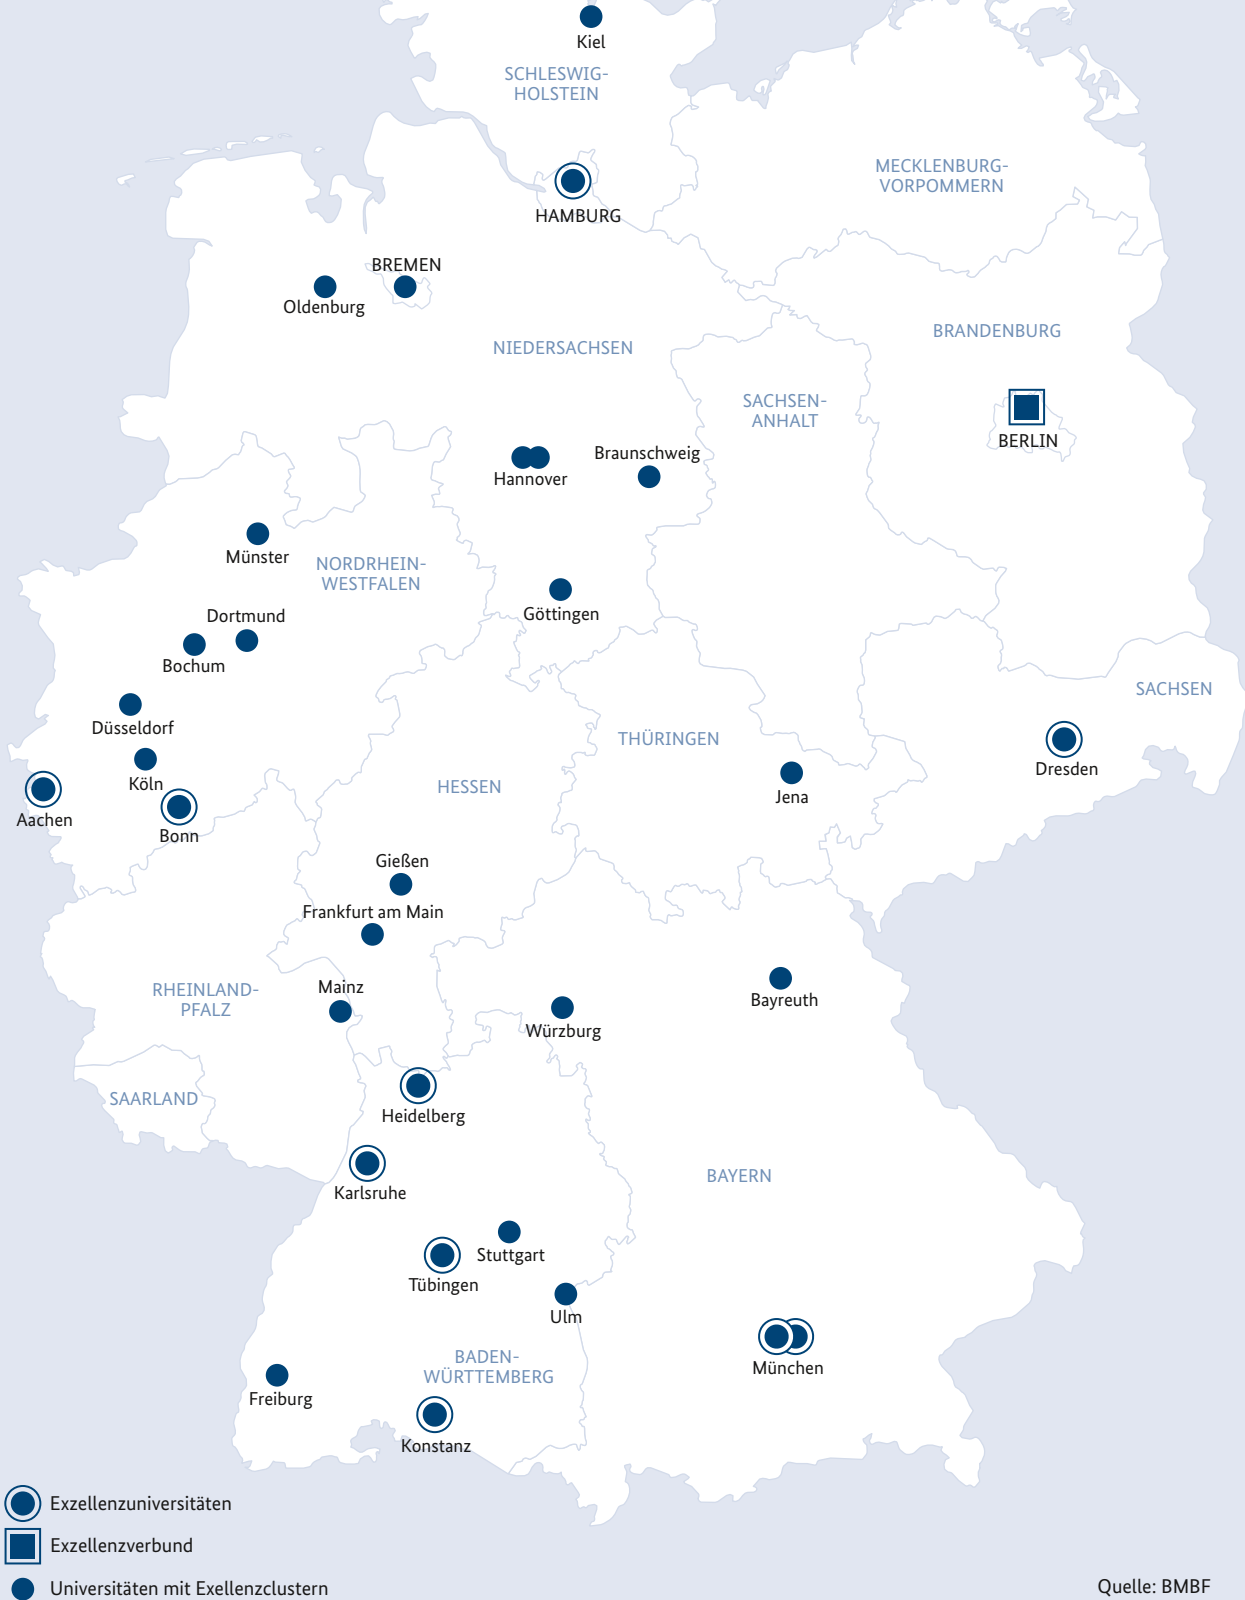 Kiel
SCHLESWIG-
HOLSTEIN
MECKLENBURG-
VORPOMMERN
HAMBURG
BREMEN
Oldenburg
BRANDENBURG
NIEDERSACHSEN
SACHSEN-
ANHALT
BERLIN
Braunschweig
Hannover
Münster
NORDRHEIN-
WESTFALEN
Göttingen
Dortmund
Bochum
SACHSEN
Düsseldorf
THÜRINGEN
Dresden
Köln
HESSEN
Jena
Aachen
Bonn
Gießen
Frankfurt am Main
Mainz
RHEINLAND-
PFALZ
Bayreuth
Würzburg
SAARLAND
Heidelberg
BAYERN
Karlsruhe
Stuttgart
Tübingen
Ulm
BADEN-
WÜRTTEMBERG
München
Freiburg
Konstanz
Exzellenzuniversitäten
Exzellenzverbund
Universitäten mit Exellenzclustern
Quelle: BMBF